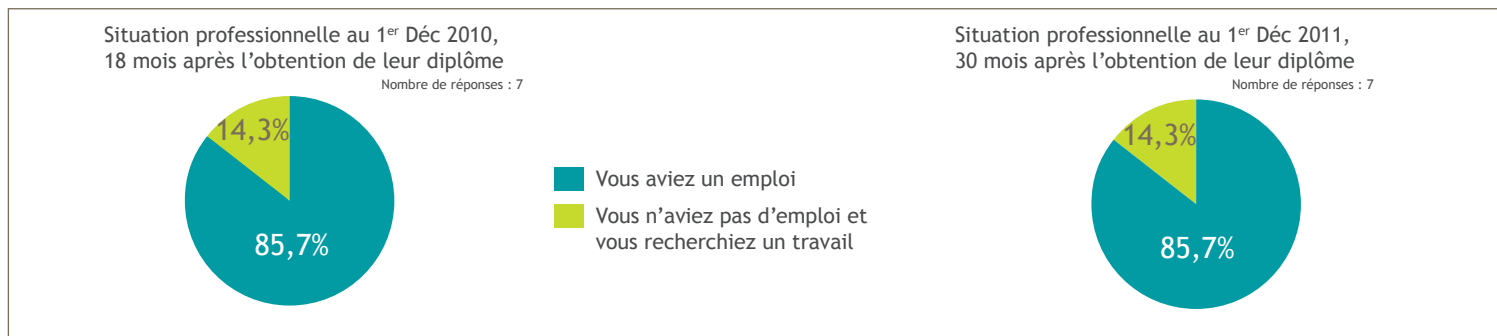 Situation professionnelle au 1er Déc 2010,
18 mois après l’obtention de leur diplôme
Nombre de réponses : 7
14,3%
85,7%
Vous aviez un emploi
Vous n’aviez pas d’emploi et
vous recherchiez un travail
Situation professionnelle au 1er Déc 2011,
30 mois après l’obtention de leur diplôme
Nombre de réponses : 7
14,3%
85,7%